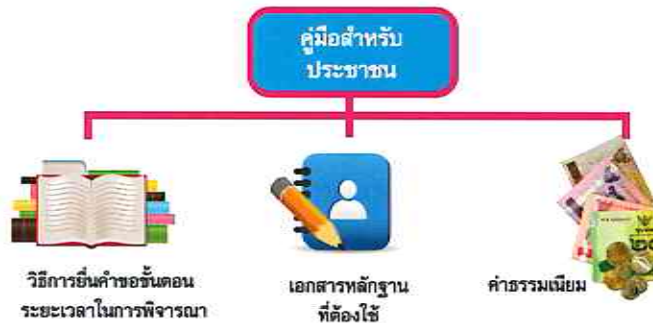 คู่มือสำหรับ
ประชาชน
วิธีการยื่นคำขอขั้นตอน
ระยะเวลาในการพิจารณา
เอกสารหลักฐาน
ที่ต้องใช้
ค่าธรรมเนียม
๒๐